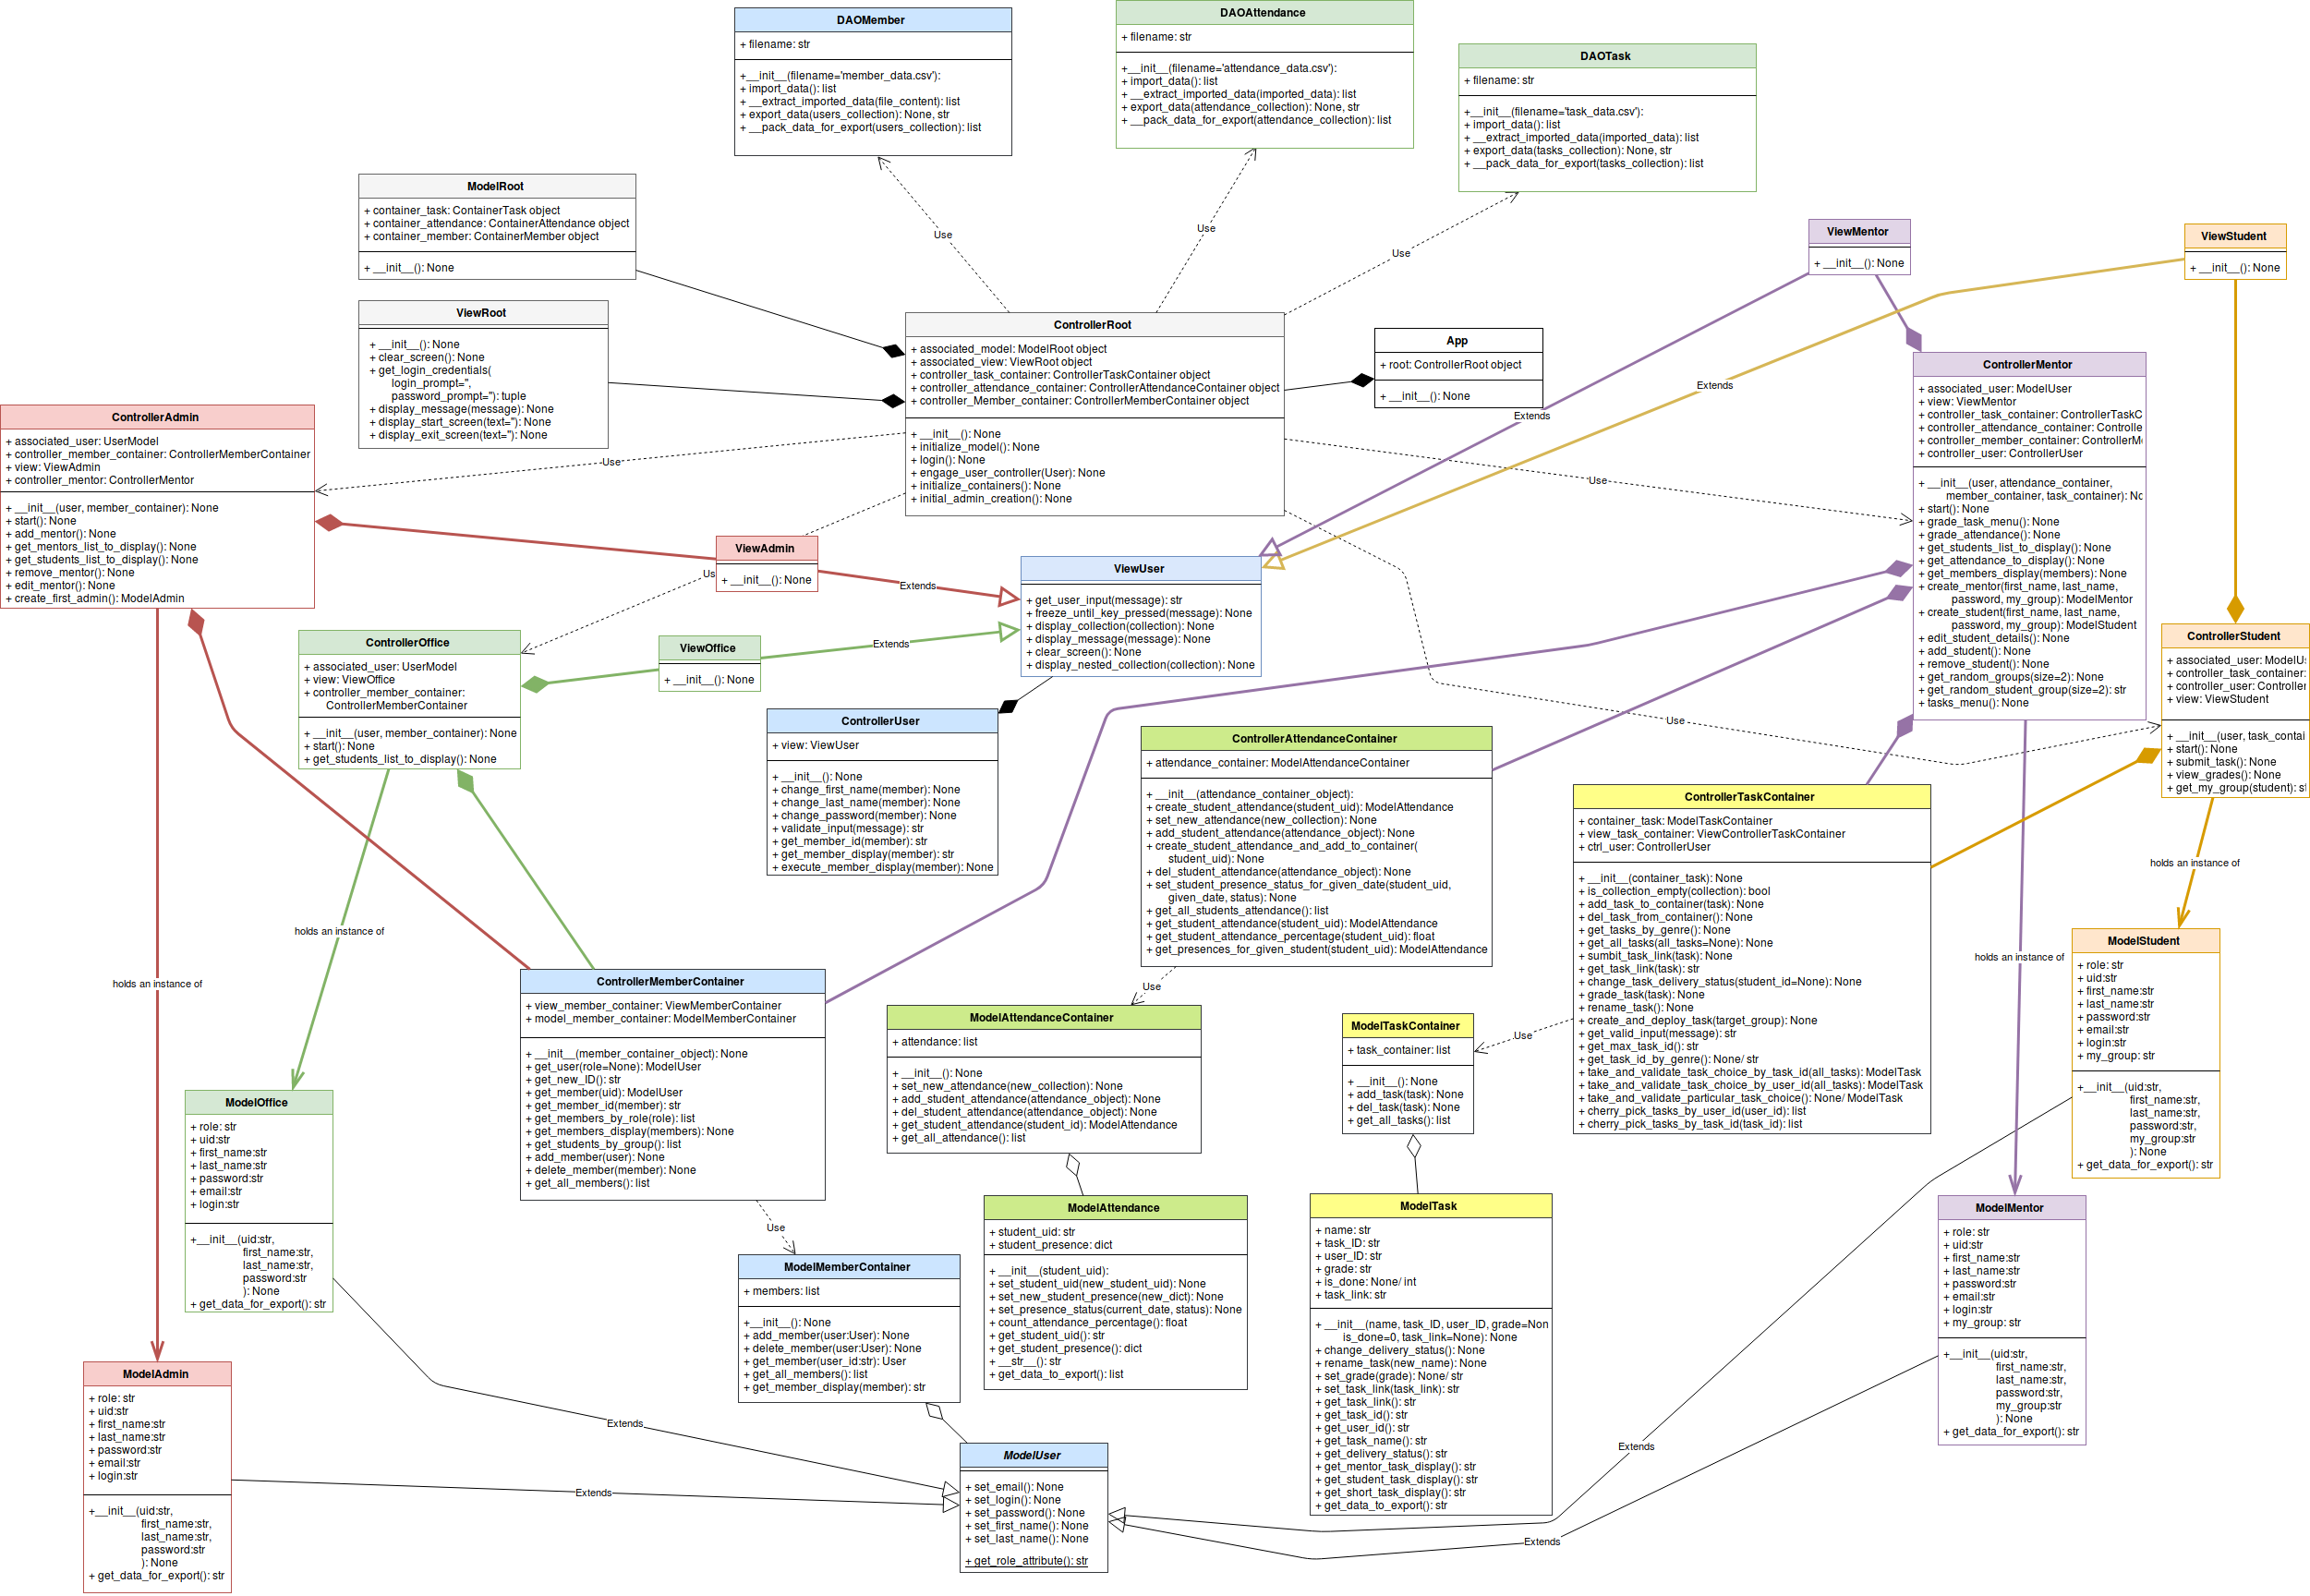 DAOMember
+ filename: str
+__init__(filename='member_data.csv'):
+ import_data(): list
+ __extract_imported_data(file_content): list
+ export_data(users_collection): None, str
+ __pack_data_for_export(users_collection): list
DAOAttendance
+ filename: str
+__init__(filename='attendance_data.csv'):
+ import_data(): list
+ __extract_imported_data(imported_data): list
+ export_data(attendance_collection): None, str
+ __pack_data_for_export(attendance_collection): list
DAOTask
+ filename: str
+__init__(filename='task_data.csv'):
+ import_data(): list
+ __extract_imported_data(imported_data): list
+ export_data(tasks_collection): None, str
+ __pack_data_for_export(tasks_collection): list
ModelRoot
+ container_task: ContainerTask object
+ container_attendance: ContainerAttendance object
+ container_member: ContainerMember object
+ __init__(): None
Use
Use
Use
ViewMentor
+ __init__(): None
ViewStudent
+ __init__(): None
ViewRoot
+ __init__(): None
+ clear_screen(): None
+ get_login_credentials(
login_prompt='',
password_prompt=''): tuple
+ display_message(message): None
+ display_start_screen(text=''): None
+ display_exit_screen(text=''): None
ControllerRoot
+ associated_model: ModelRoot object
+ associated_view: ViewRoot object
+ controller_task_container: ControllerTaskContainer object
+ controller_attendance_container: ControllerAttendanceContainer object
+ controller_Member_container: ControllerMemberContainer object
+ __init__(): None
+ initialize_model(): None
+ login(): None
+ engage_user_controller(User): None
+ initialize_containers(): None
+ initial_admin_creation(): None
App
+ root: ControllerRoot object
+ __init__(): None
Extends
Extends
ControllerMentor
+ associated_user: ModelUser
+ view: ViewMentor
+ controller_task_container: ControllerTaskC
+ controller_attendance_container: Controlle
+ controller_member_container: ControllerM
+ controller_user: ControllerUser
+ __init__(user, attendance_container,
member_container, task_container): No
+ start(): None
+ grade_task_menu(): None
+ grade_attendance(): None
+ get_students_list_to_display(): None
+ get_attendance_to_display(): None
+ get_members_display(members): None
+ create_mentor(first_name, last_name,
password, my_group): ModelMentor
+ create_student(first_name, last_name,
password, my_group): ModelStudent
+ edit_student_details(): None
+ add_student(): None
+ remove_student(): None
+ get_random_groups(size=2): None
+ get_random_student_group(size=2): str
+ tasks_menu(): None
ControllerAdmin
+ associated_user: UserModel
+ controller_member_container: ControllerMemberContainer
+ view: ViewAdmin
+ controller_mentor: ControllerMentor
+ __init__(user, member_container): None
+ start(): None
+ add_mentor(): None
+ get_mentors_list_to_display(): None
+ get_students_list_to_display(): None
+ remove_mentor(): None
+ edit_mentor(): None
+ create_first_admin(): ModelAdmin
Use
Use
Us
ViewAdmin
+ __init__(): None
Extends
ViewUser
+ get_user_input(message): str
+ freeze_until_key_pressed(message): None
+ display_collection(collection): None
+ display_message(message): None
+ clear_screen(): None
+ display_nested_collection(collection): None
ControllerOffice
+ associated_user: UserModel
+ view: ViewOffice
+ controller_member_container:
ControllerMemberContainer
+ __init__(user, member_container): None
+ start(): None
+ get_students_list_to_display(): None
ViewOffice
+ __init__(): None
Extends
ControllerStudent
+ associated_user: ModelU
+ controller_task_container:
+ controller_user: Controller
+ view: ViewStudent
+ __init__(user, task_contai
+ start(): None
+ submit_task(): None
+ view_grades(): None
+ get_my_group(student): st
Use
ControllerUser
+ view: ViewUser
+ __init__(): None
+ change_first_name(member): None
+ change_last_name(member): None
+ change_password(member): None
+ validate_input(message): str
+ get_member_id(member): str
+ get_member_display(member): str
+ execute_member_display(member): None
ControllerAttendanceContainer
+ attendance_container: ModelAttendanceContainer
+ __init__(attendance_container_object):
+ create_student_attendance(student_uid): ModelAttendance
+ set_new_attendance(new_collection): None
+ add_student_attendance(attendance_object): None
+ create_student_attendance_and_add_to_container(
student_uid): None
+ del_student_attendance(attendance_object): None
+ set_student_presence_status_for_given_date(student_uid,
given_date, status): None
+ get_all_students_attendance(): list
+ get_student_attendance(student_uid): ModelAttendance
+ get_student_attendance_percentage(student_uid): float
+ get_presences_for_given_student(student_uid): ModelAttendance
ControllerTaskContainer
+ container_task: ModelTaskContainer
+ view_task_container: ViewControllerTaskContainer
+ ctrl_user: ControllerUser
+ __init__(container_task): None
+ is_collection_empty(collection): bool
+ add_task_to_container(task): None
+ del_task_from_container(): None
+ get_tasks_by_genre(): None
+ get_all_tasks(all_tasks=None): None
+ sumbit_task_link(task): None
+ get_task_link(task): str
+ change_task_delivery_status(student_id=None): None
+ grade_task(task): None
+ rename_task(): None
+ create_and_deploy_task(target_group): None
+ get_valid_input(message): str
+ get_max_task_id(): str
+ get_task_id_by_genre(): None/ str
+ take_and_validate_task_choice_by_task_id(all_tasks): ModelTask
+ take_and_validate_task_choice_by_user_id(all_tasks): ModelTask
+ take_and_validate_particular_task_choice(): None/ ModelTask
+ cherry_pick_tasks_by_user_id(user_id): list
+ cherry_pick_tasks_by_task_id(task_id): list
holds an instance of
holds an instance of
holds an instance of
holds an instance of
ModelStudent
+ role: str
+ uid:str
+ first_name:str
+ last_name:str
+ password:str
+ email:str
+ login:str
+ my_group: str
+__init__(uid:str,
first_name:str,
last_name:str,
password:str,
my_group:str
): None
+ get_data_for_export(): str
ControllerMemberContainer
+ view_member_container: ViewMemberContainer
+ model_member_container: ModelMemberContainer
+ __init__(member_container_object): None
+ get_user(role=None): ModelUser
+ get_new_ID(): str
+ get_member(uid): ModelUser
+ get_member_id(member): str
+ get_members_by_role(role): list
+ get_members_display(members): None
+ get_students_by_group(): list
+ add_member(user): None
+ delete_member(member): None
+ get_all_members(): list
Use
ModelAttendanceContainer
+ attendance: list
+ __init__(): None
+ set_new_attendance(new_collection): None
+ add_student_attendance(attendance_object): None
+ del_student_attendance(attendance_object): None
+ get_student_attendance(student_id): ModelAttendance
+ get_all_attendance(): list
ModelTaskContainer
+ task_container: list
+ __init__(): None
+ add_task(task): None
+ del_task(task): None
+ get_all_tasks(): list
Use
ModelOffice
+ role: str
+ uid:str
+ first_name:str
+ last_name:str
+ password:str
+ email:str
+ login:str
+__init__(uid:str,
first_name:str,
last_name:str,
password:str
): None
+ get_data_for_export(): str
Use
ModelMemberContainer
+ members: list
+__init__(): None
+ add_member(user:User): None
+ delete_member(user:User): None
+ get_member(user_id:str): User
+ get_all_members(): list
+ get_member_display(member): str
ModelAttendance
+ student_uid: str
+ student_presence: dict
+ __init__(student_uid):
+ set_student_uid(new_student_uid): None
+ set_new_student_presence(new_dict): None
+ set_presence_status(current_date, status): None
+ count_attendance_percentage(): float
+ get_student_uid(): str
+ get_student_presence(): dict
+ __str__(): str
+ get_data_to_export(): list
ModelTask
+ name: str
+ task_ID: str
+ user_ID: str
+ grade: str
+ is_done: None/ int
+ task_link: str
+ __init__(name, task_ID, user_ID, grade=Non
is_done=0, task_link=None): None
+ change_delivery_status(): None
+ rename_task(new_name): None
+ set_grade(grade): None/ str
+ set_task_link(task_link): str
+ get_task_link(): str
+ get_task_id(): str
+ get_user_id(): str
+ get_task_name(): str
+ get_delivery_status(): str
+ get_mentor_task_display(): str
+ get_student_task_display(): str
+ get_short_task_display(): str
+ get_data_to_export(): str
ModelMentor
+ role: str
+ uid:str
+ first_name:str
+ last_name:str
+ password:str
+ email:str
+ login:str
+ my_group: str
+__init__(uid:str,
first_name:str,
last_name:str,
password:str,
my_group:str
): None
+ get_data_for_export(): str
ModelAdmin
+ role: str
+ uid:str
+ first_name:str
+ last_name:str
+ password:str
+ email:str
+ login:str
+__init__(uid:str,
first_name:str,
last_name:str,
password:str
): None
+ get_data_for_export(): str
Extends
Extends
Extends
Extends
ModelUser
+ set_email(): None
+ set_login(): None
+ set_password(): None
+ set_first_name(): None
+ set_last_name(): None
+ get_role_attribute(): str